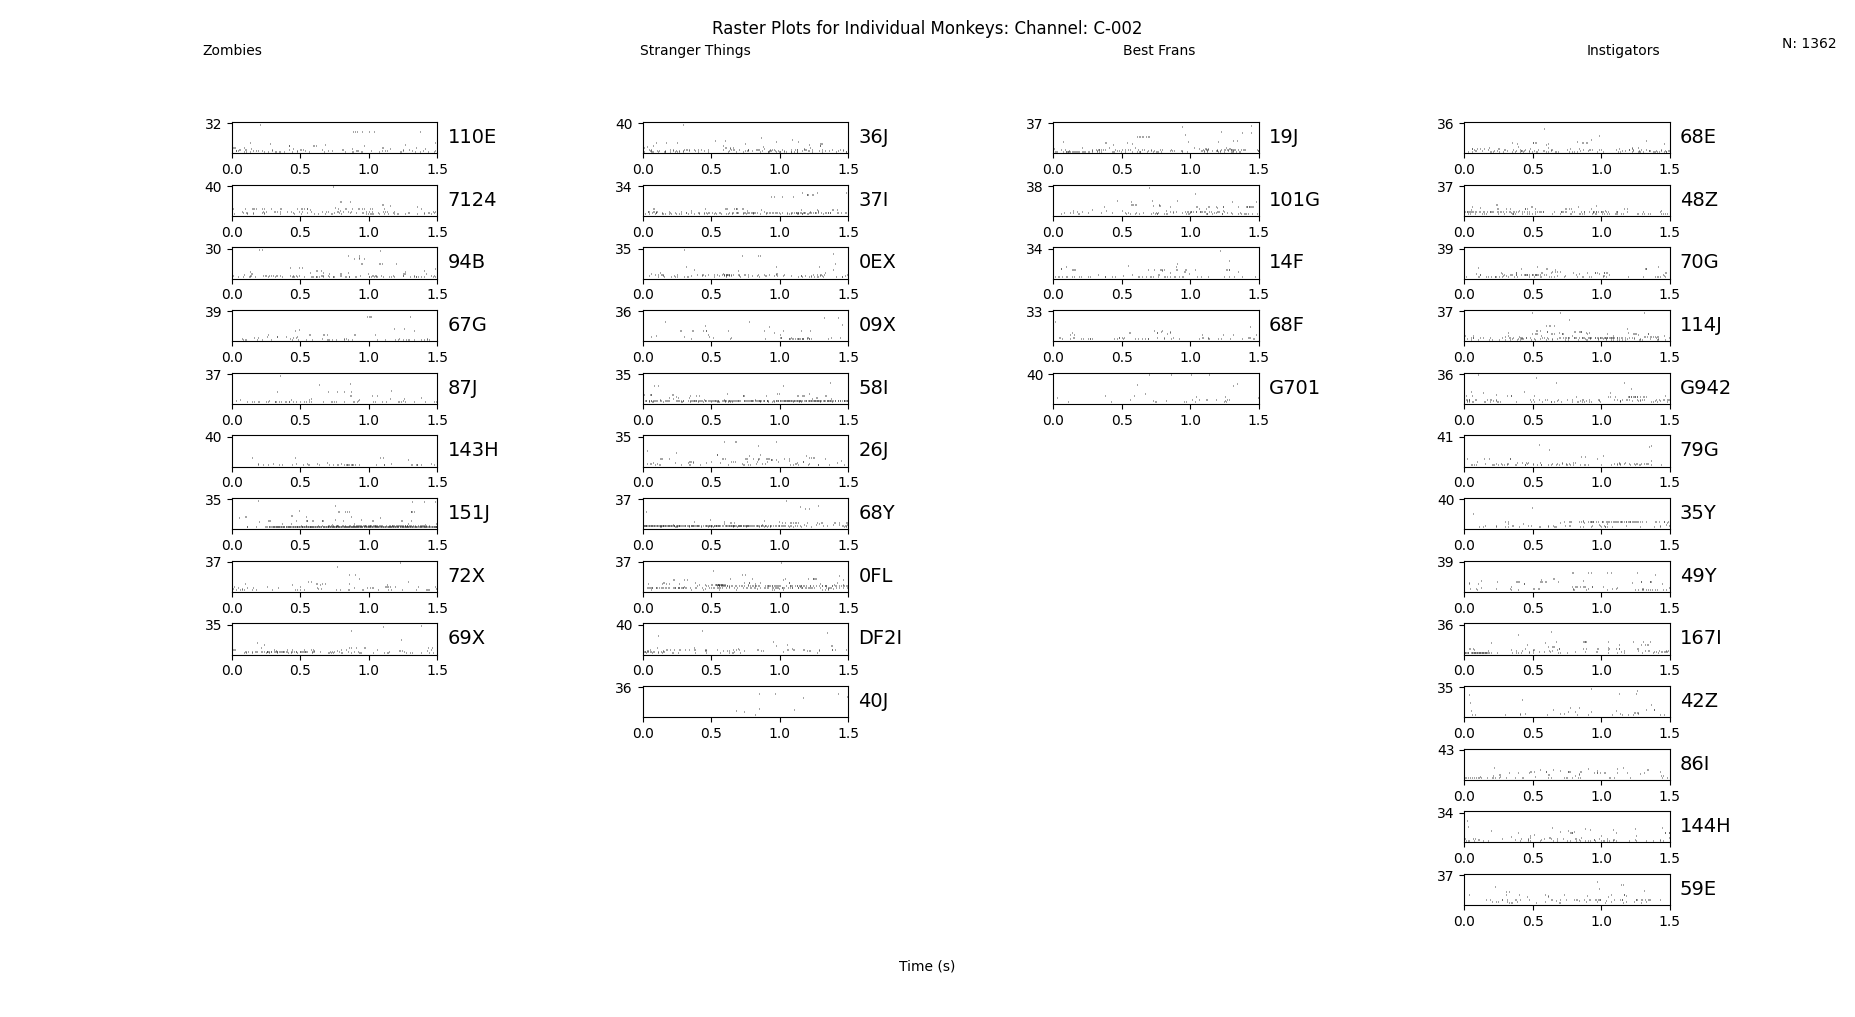 Raster Plots for Individual Monkeys: Channel: C-002
Zombies Stranger Things Best Frans Instigators N: 1362
32 110E 40 36J 37 19J 36 68E
0.0 0.5 1.0 1.5 0.0 0.5 1.0 1.5 0.0 0.5 1.0 1.5 0.0 0.5 1.0 1.5
40 7124 34 37I 38 101G 37 48Z
0.0 0.5 1.0 1.5 0.0 0.5 1.0 1.5 0.0 0.5 1.0 1.5 0.0 0.5 1.0 1.5
30 94B 35 0EX 34 14F 39 70G
0.0 0.5 1.0 1.5 0.0 0.5 1.0 1.5 0.0 0.5 1.0 1.5 0.0 0.5 1.0 1.5
39 67G 36 09X 33 68F 37 114J
0.0 0.5 1.0 1.5 0.0 0.5 1.0 1.5 0.0 0.5 1.0 1.5 0.0 0.5 1.0 1.5
37 87J 35 58I 40 G701 36 G942
0.0 0.5 1.0 1.5 0.0 0.5 1.0 1.5 0.0 0.5 1.0 1.5 0.0 0.5 1.0 1.5
40 143H 35 26J 41 79G
0.0 0.5 1.0 1.5 0.0 0.5 1.0 1.5 0.0 0.5 1.0 1.5
35 151J 37 68Y 40 35Y
0.0 0.5 1.0 1.5 0.0 0.5 1.0 1.5 0.0 0.5 1.0 1.5
37 72X 37 0FL 39 49Y
0.0 0.5 1.0 1.5 0.0 0.5 1.0 1.5 0.0 0.5 1.0 1.5
35 69X 40 DF2I 36 167I
0.0 0.5 1.0 1.5 0.0 0.5 1.0 1.5 0.0 0.5 1.0 1.5
36 40J 35 42Z
0.0 0.5 1.0 1.5 0.0 0.5 1.0 1.5
43 86I
0.0 0.5 1.0 1.5
34 144H
0.0 0.5 1.0 1.5
37 59E
0.0 0.5 1.0 1.5
Time (s)